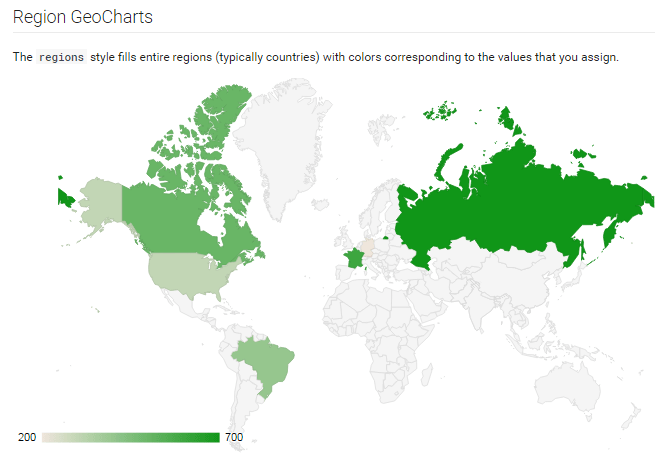 Region GeoCharts
The regions style fills entire regions (typically countries) with colors corresponding to the values that you assign.
200 700